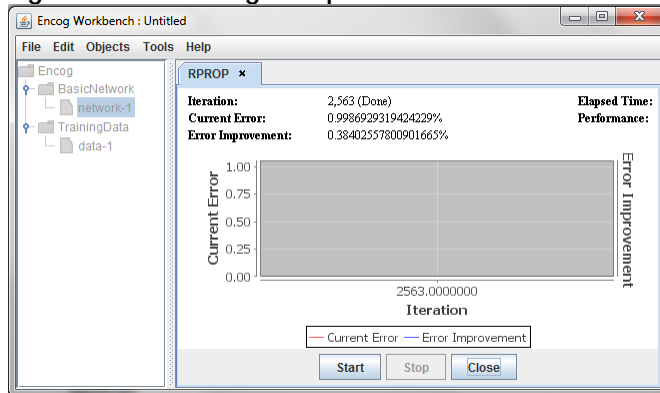 Encog Workbench : Untitled
File Edit Objects Tools Help
Encog
BasicNetwork
network-1
TrainingData
data-1
RPROP ×
Iteration: 2,563 (Done) Elapsed Time:
Current Error: 0.9986929319424229% Performance:
Error Improvement: 0.38402557800901665%
Current Error
1.00
0.75
0.50
0.25
0.00
Error Improvement
2563.0000000
Iteration
Current Error Error Improvement
Start Stop Close